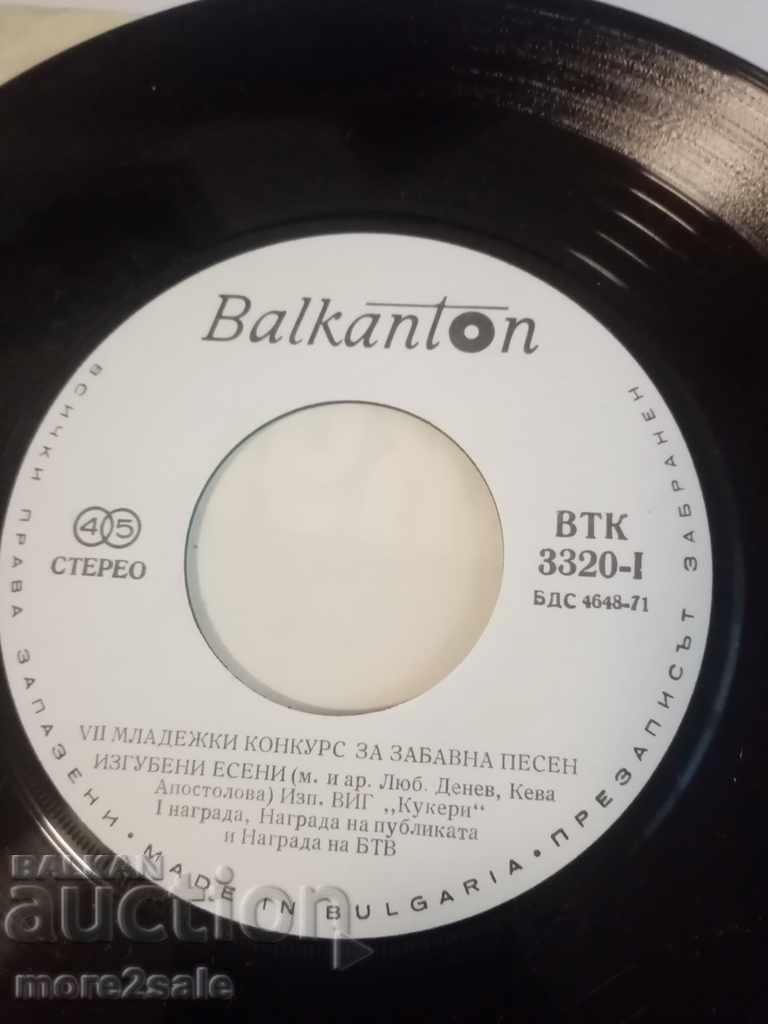 Balkanton
ВСИЧКИ ПРАВА ЗАПАЗЕНИ • MADE IN BULGARIA • ПРЕЗАПИСЪТ ЗАБРАНЕН
45
СТЕРЕО
ВТК
3320-I
БДС 4648-71
VII МЛАДЕЖКИ КОНКУРС ЗА ЗАБАВНА ПЕСЕН
ИЗГУБЕНИ ЕСЕНИ (м. и ар. Люб. Денев, Кева
Апостолова) Изп. ВИГ „Кукери“
I награда, Награда на публиката
и Награда на БТВ
BALKAN
auction
more2sale